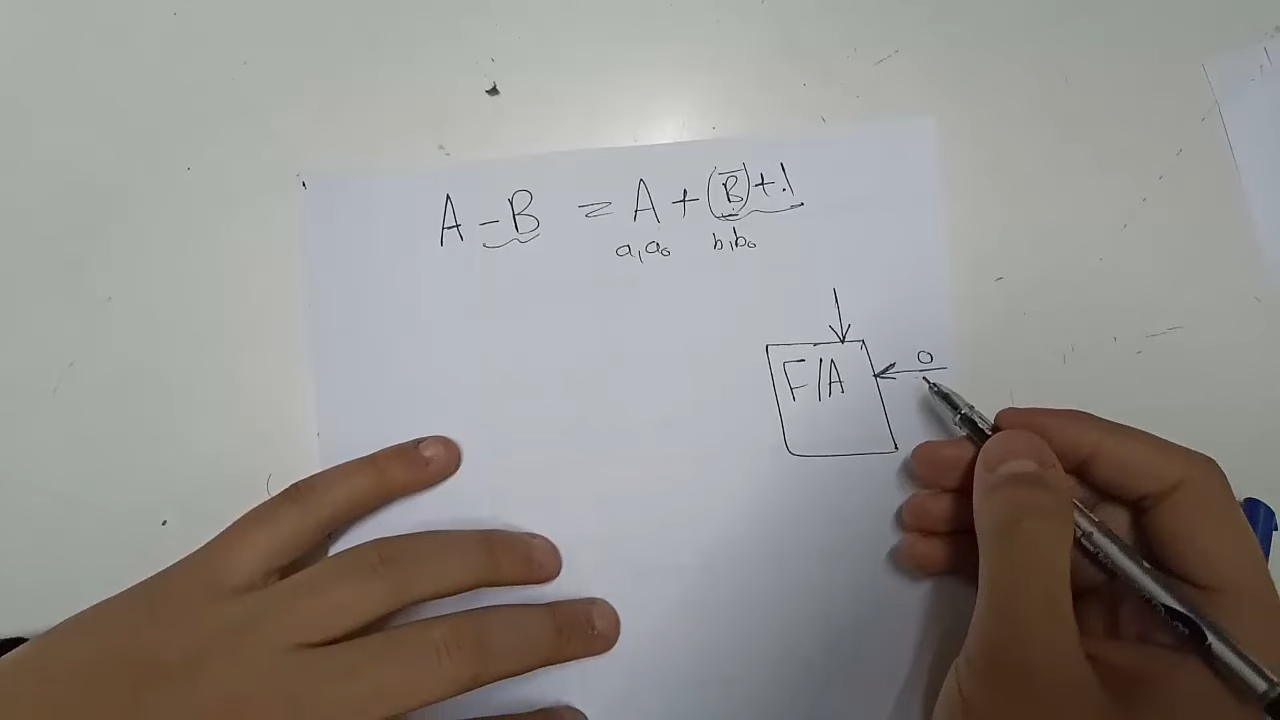 A - B = A + (B̅) + 1
a₁a₀ b₁b₀
0
F/A